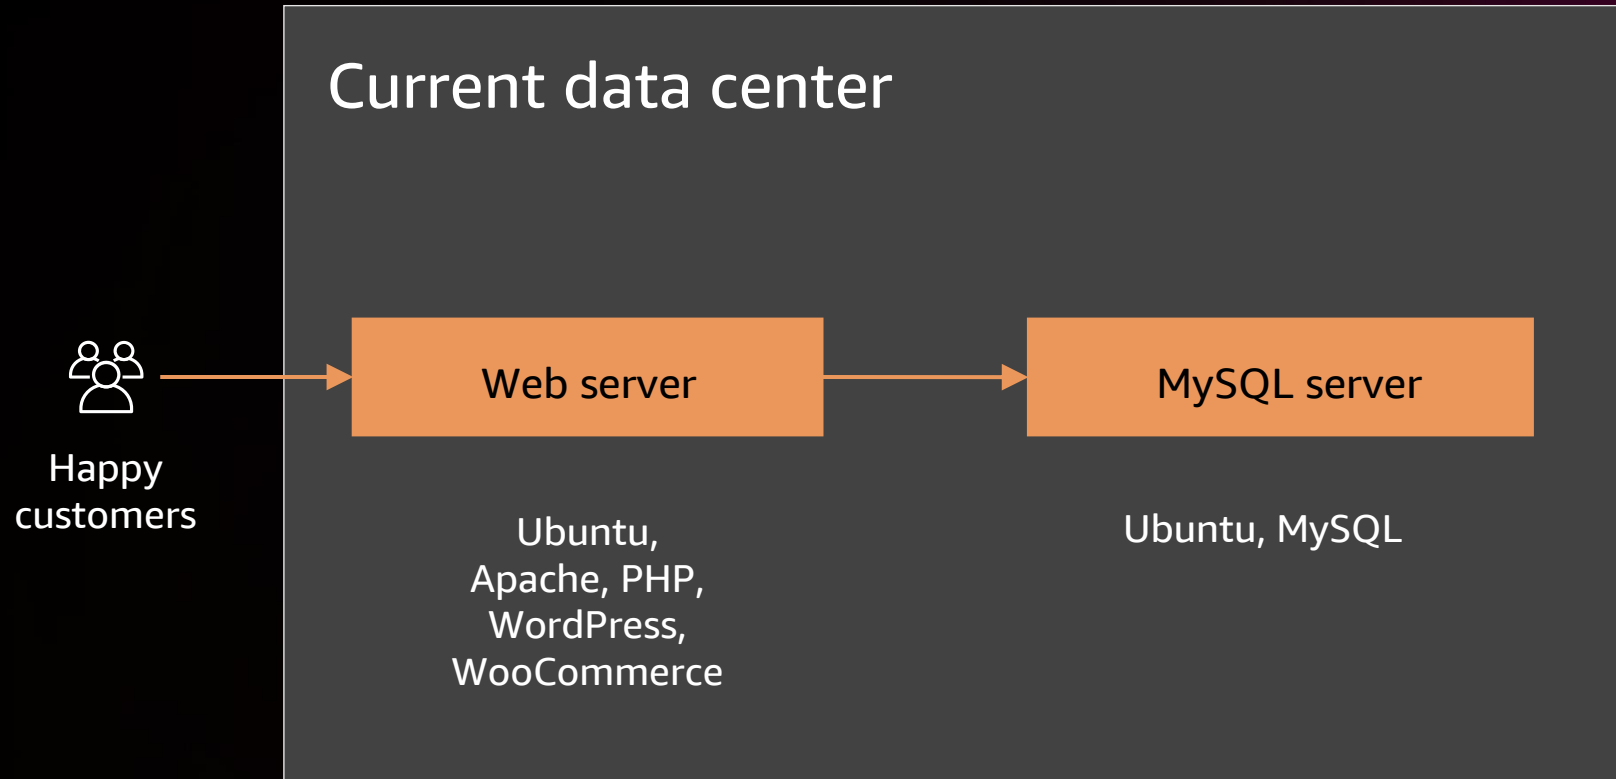 Current data center
Happy
customers
Web server
MySQL server
Ubuntu,
Apache, PHP,
WordPress,
WooCommerce
Ubuntu, MySQL